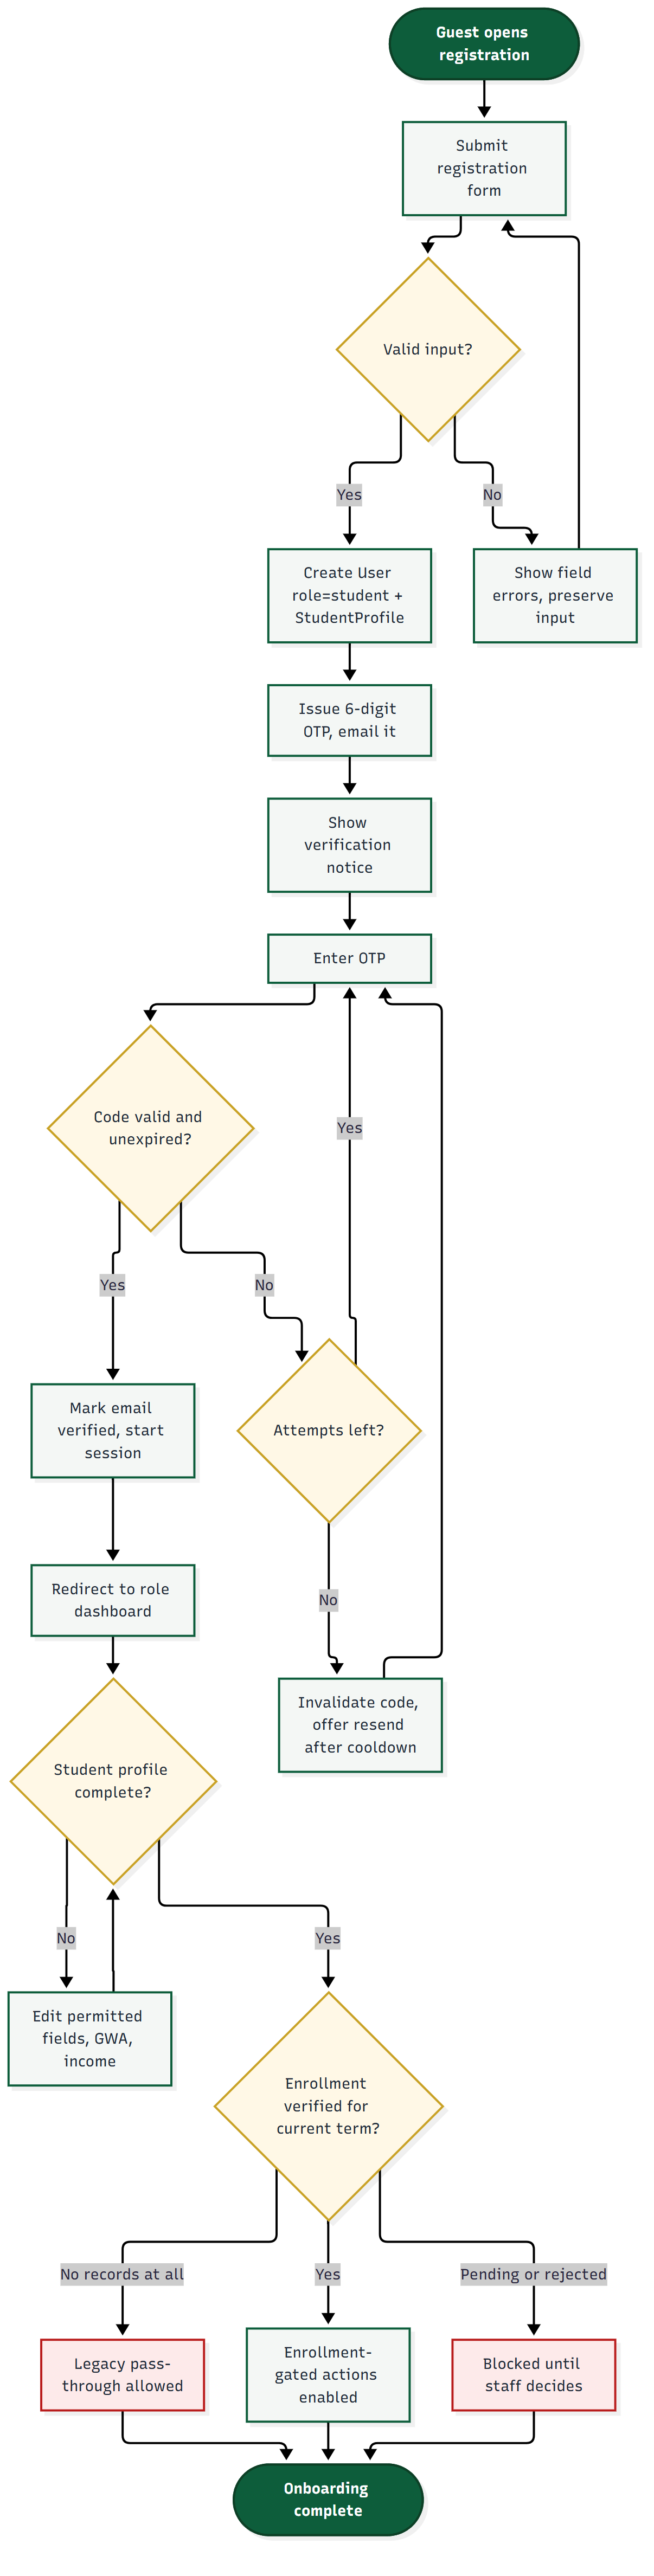 Guest opens
registration
Submit
registration
form
Valid input?
Yes
No
Create User
role=student +
StudentProfile
Show field
errors, preserve
input
Issue 6-digit
OTP, email it
Show
verification
notice
Enter OTP
Code valid and
unexpired?
Yes
Yes
No
Mark email
verified, start
session
Attempts left?
Redirect to role
dashboard
No
Invalidate code,
offer resend
after cooldown
Student profile
complete?
No
Yes
Edit permitted
fields, GWA,
income
Enrollment
verified for
current term?
No records at all
Yes
Pending or rejected
Legacy pass-
through allowed
Enrollment-
gated actions
enabled
Blocked until
staff decides
Onboarding
complete